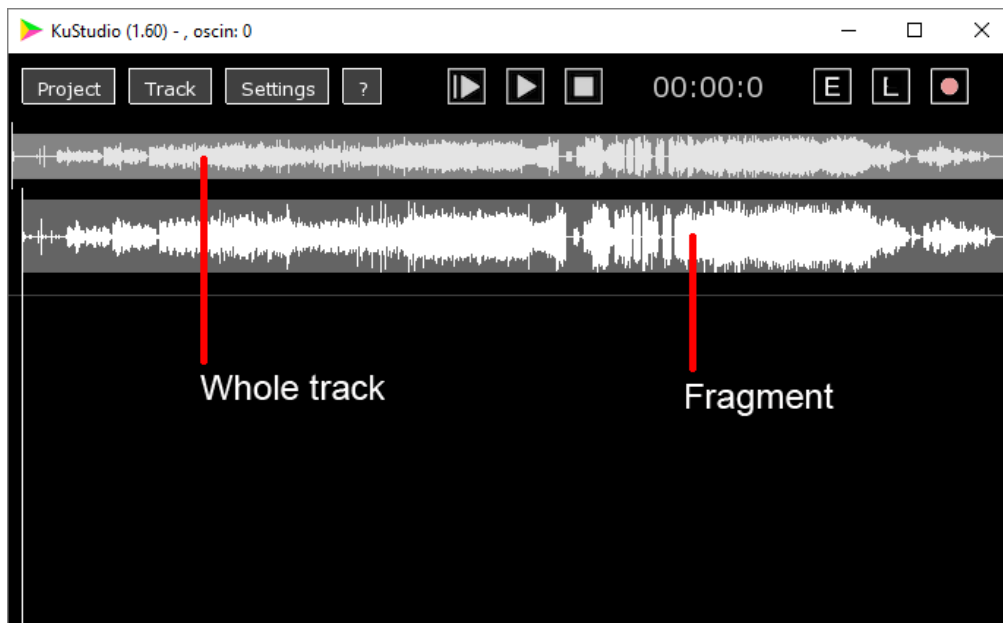 KuStudio (1.60) - , oscin: 0
Project Track Settings ? 00:00:0 E L
Whole track
Fragment